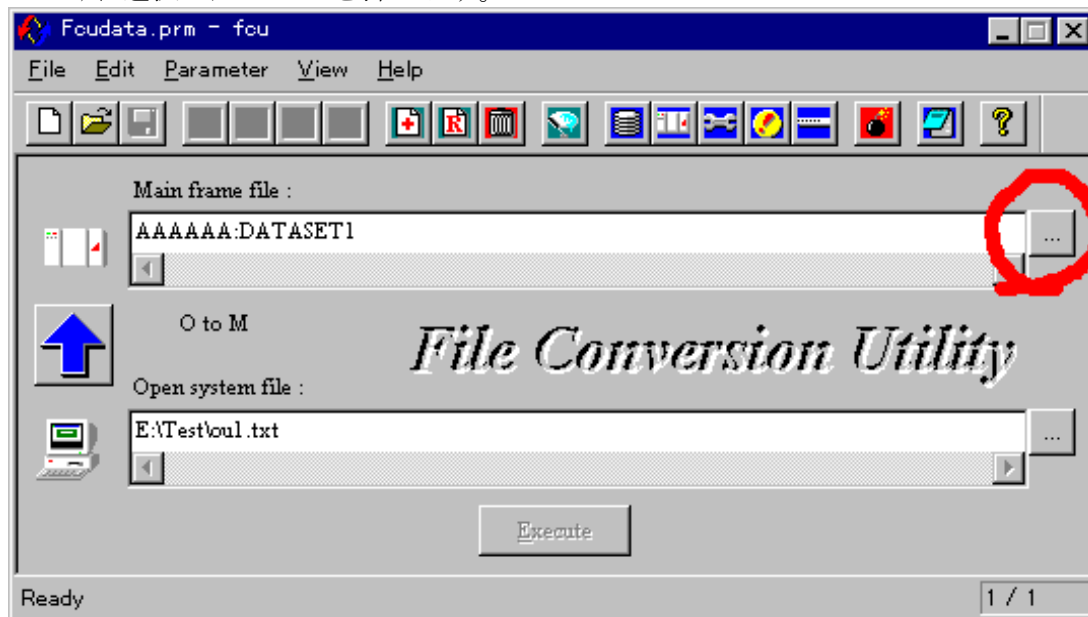 Fcudata.prm - fcu
File Edit Parameter View Help
Main frame file :
AAAAAA:DATASET1
...
O to M
File Conversion Utility
Open system file :
E:\Test\ou1.txt
...
Execute
Ready
1 / 1